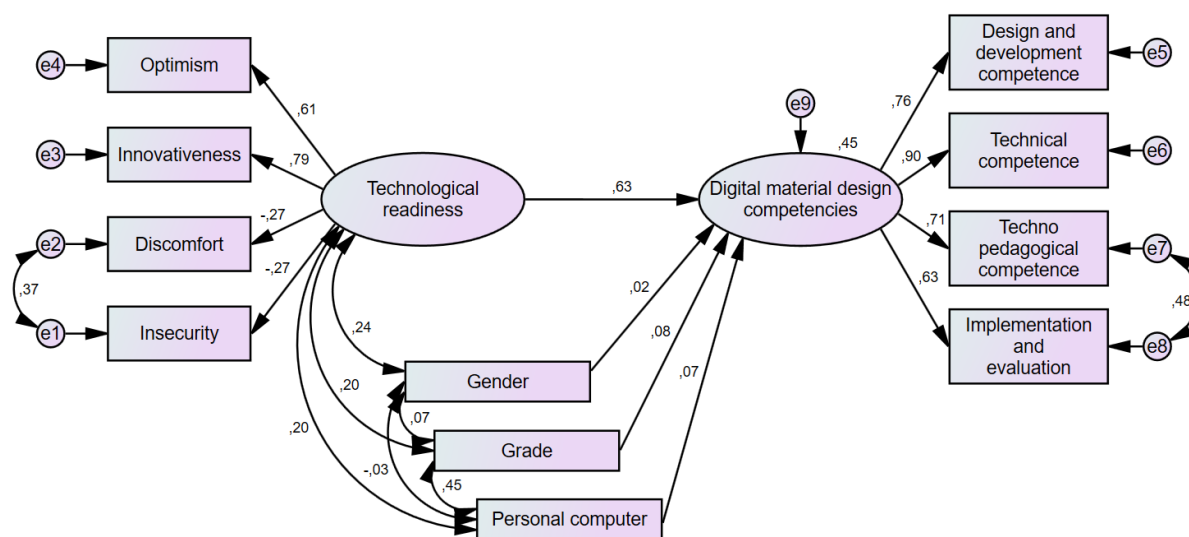 e4
Optimism
,61
e3
Innovativeness
,79
e2
Discomfort
-,27
,37
e1
Insecurity
-,27
Technological
readiness
,63
e9
,45
Digital material design
competencies
,76
Design and
development
competence
e5
,90
Technical
competence
e6
,71
Techno
pedagogical
competence
e7
,48
,63
Implementation
and
evaluation
e8
,24
Gender
,02
,20
,07
Grade
,08
,20
-,03
,45
Personal computer
,07